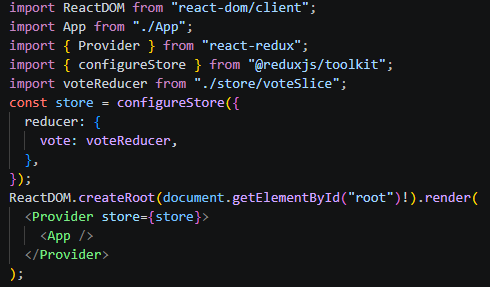 import ReactDOM from "react-dom/client";
import App from "./App";
import { Provider } from "react-redux";
import { configureStore } from "@reduxjs/toolkit";
import voteReducer from "./store/voteSlice";
const store = configureStore({
  reducer: {
    vote: voteReducer,
  },
});
ReactDOM.createRoot(document.getElementById("root")!).render(
  <Provider store={store}>
    <App />
  </Provider>
);